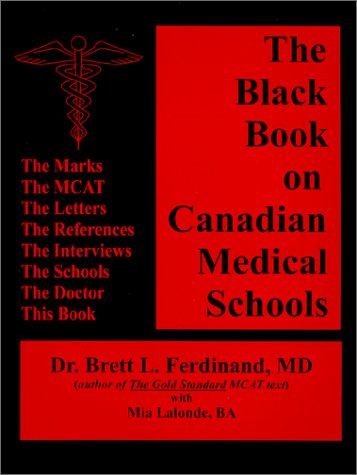 The
Black
Book
on
Canadian
Medical
Schools
The Marks
The MCAT
The Letters
The References
The Interviews
The Schools
The Doctor
This Book
Dr. Brett L. Ferdinand, MD
(author of The Gold Standard MCAT text)
with
Mia Lalonde, BA